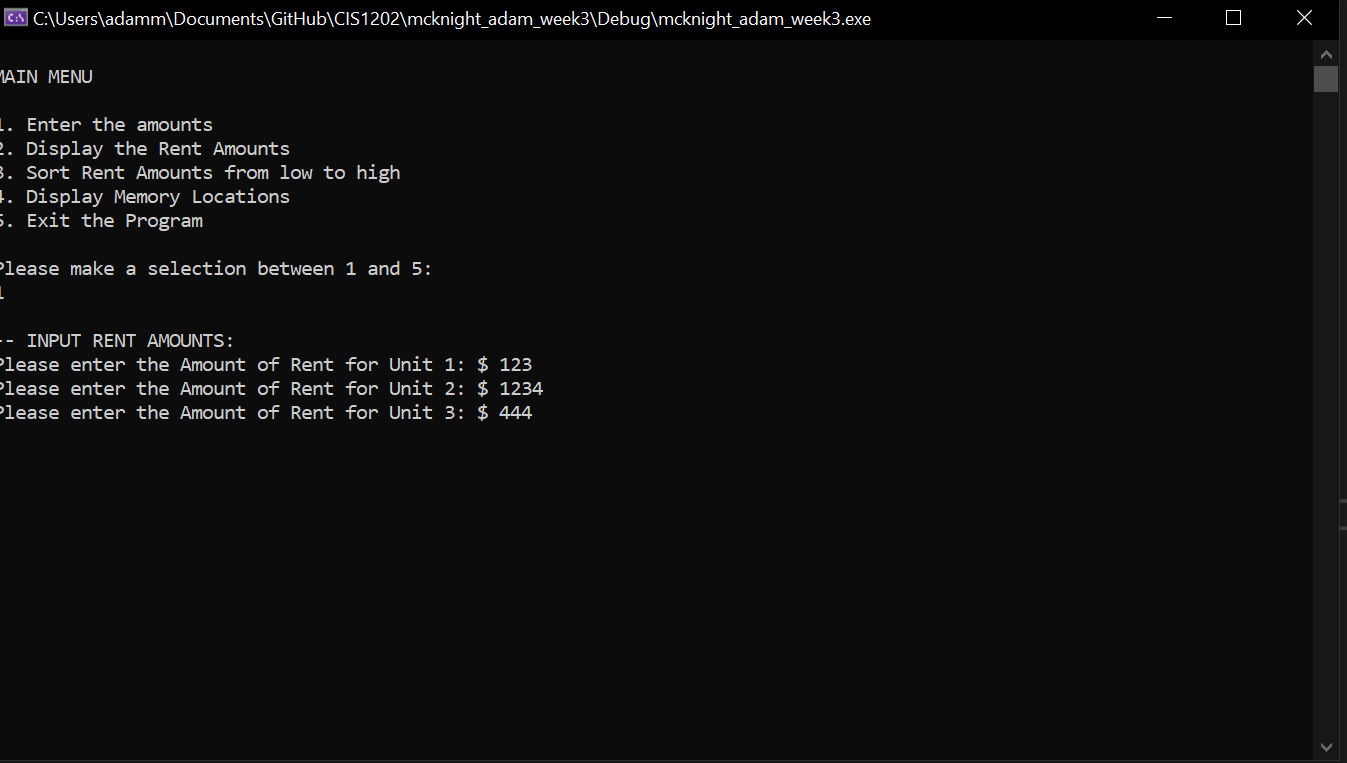 C:\Users\adamm\Documents\GitHub\CIS1202\mcknight_adam_week3\Debug\mcknight_adam_week3.exe
MAIN MENU
1. Enter the amounts
2. Display the Rent Amounts
3. Sort Rent Amounts from low to high
4. Display Memory Locations
5. Exit the Program
Please make a selection between 1 and 5:
1
-- INPUT RENT AMOUNTS:
Please enter the Amount of Rent for Unit 1: $ 123
Please enter the Amount of Rent for Unit 2: $ 1234
Please enter the Amount of Rent for Unit 3: $ 444